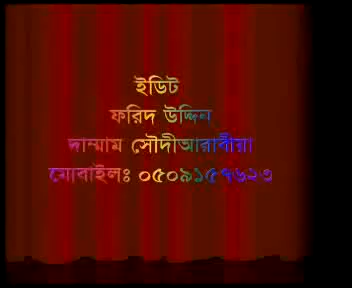 ইডিট
ফরিদ উদ্দিন
দাম্মাম সৌদীআরাবীয়া
মোবাইলঃ ০৫০৯১৫৭৬২৩